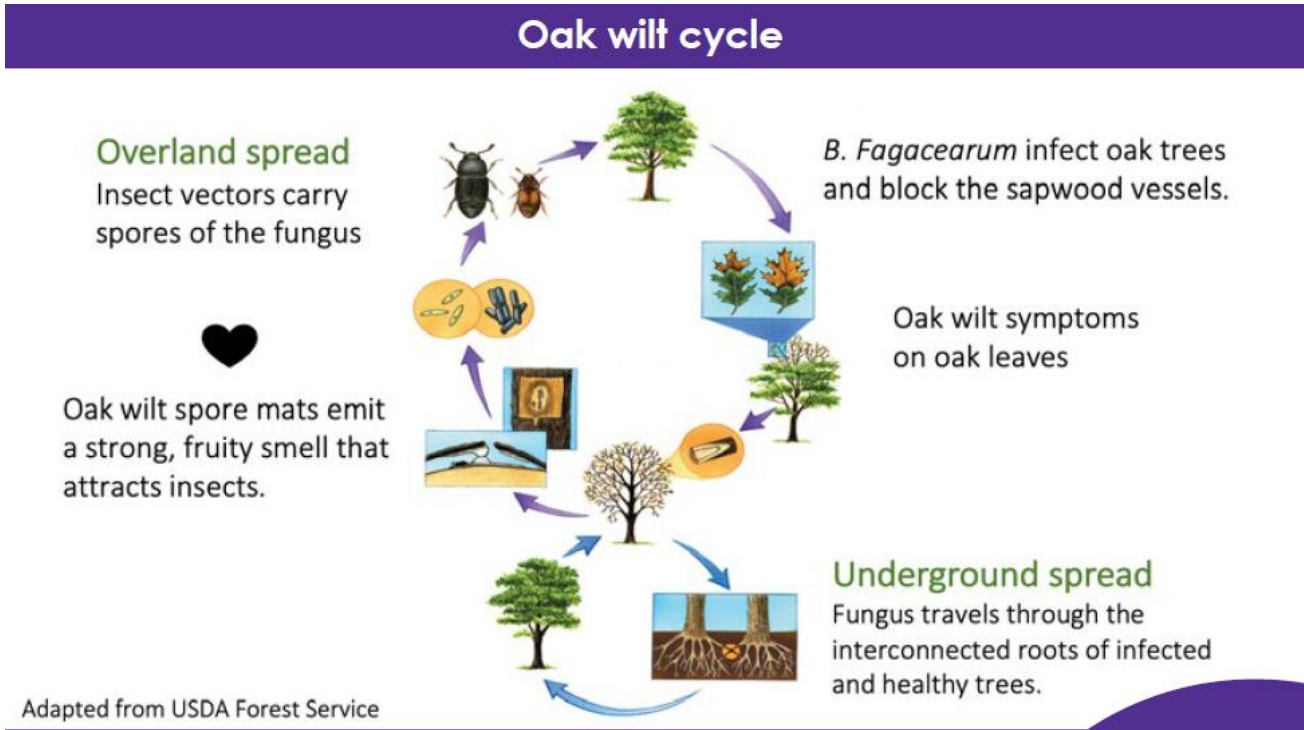 Oak wilt cycle
Overland spread
Insect vectors carry
spores of the fungus
B. Fagacearum infect oak trees
and block the sapwood vessels.
Oak wilt symptoms
on oak leaves
Oak wilt spore mats emit
a strong, fruity smell that
attracts insects.
Underground spread
Fungus travels through the
interconnected roots of infected
and healthy trees.
Adapted from USDA Forest Service